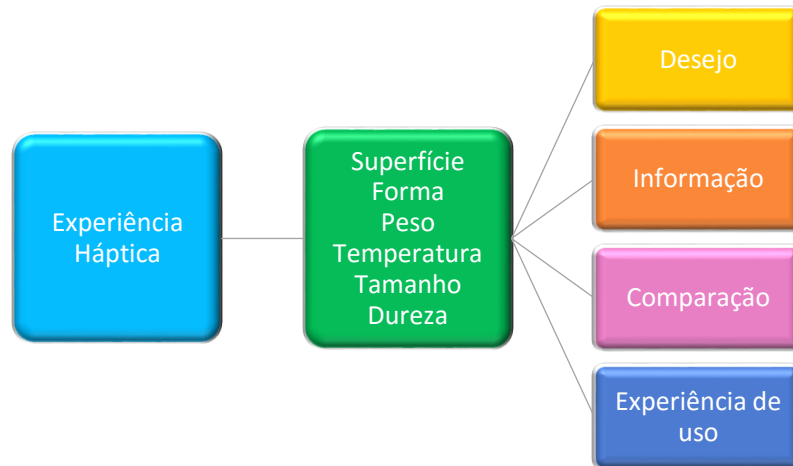 Experiência
Háptica
Superfície
Forma
Peso
Temperatura
Tamanho
Dureza
Desejo
Informação
Comparação
Experiência de
uso